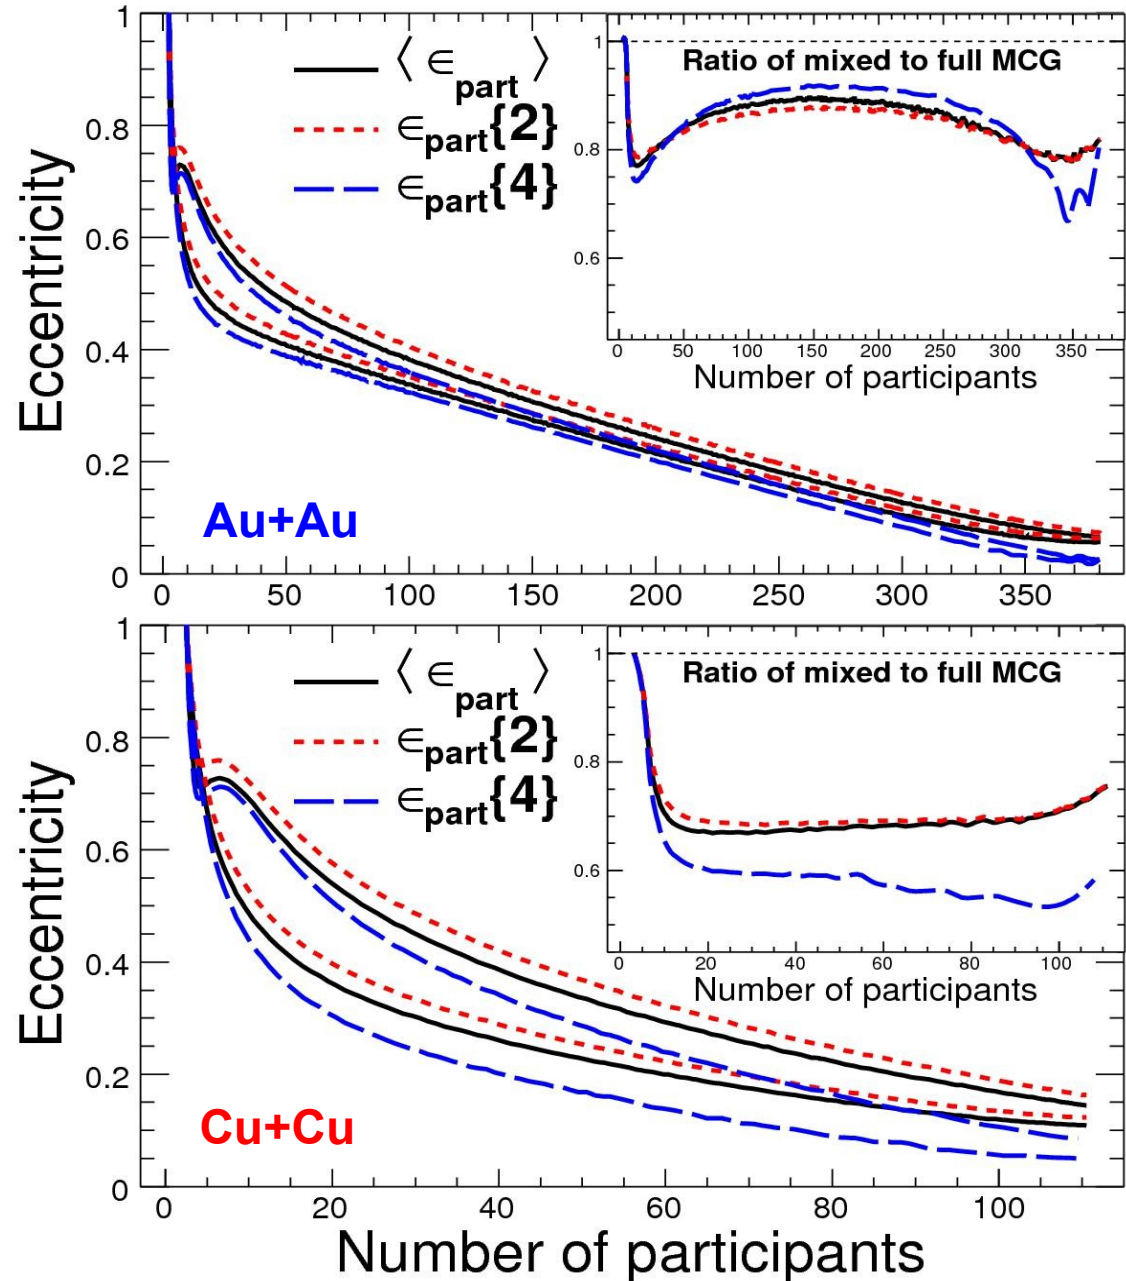 1
0.8
0.6
0.4
0.2
0
Eccentricity
⟨ ∈part ⟩
∈part{2}
∈part{4}
Au+Au
0 50 100 150 200 250 300 350
Ratio of mixed to full MCG
1
0.8
0.6
0 50 100 150 200 250 300 350
Number of participants
1
0.8
0.6
0.4
0.2
0
Eccentricity
⟨ ∈part ⟩
∈part{2}
∈part{4}
Cu+Cu
0 20 40 60 80 100
Number of participants
Ratio of mixed to full MCG
1
0.8
0.6
0 20 40 60 80 100
Number of participants